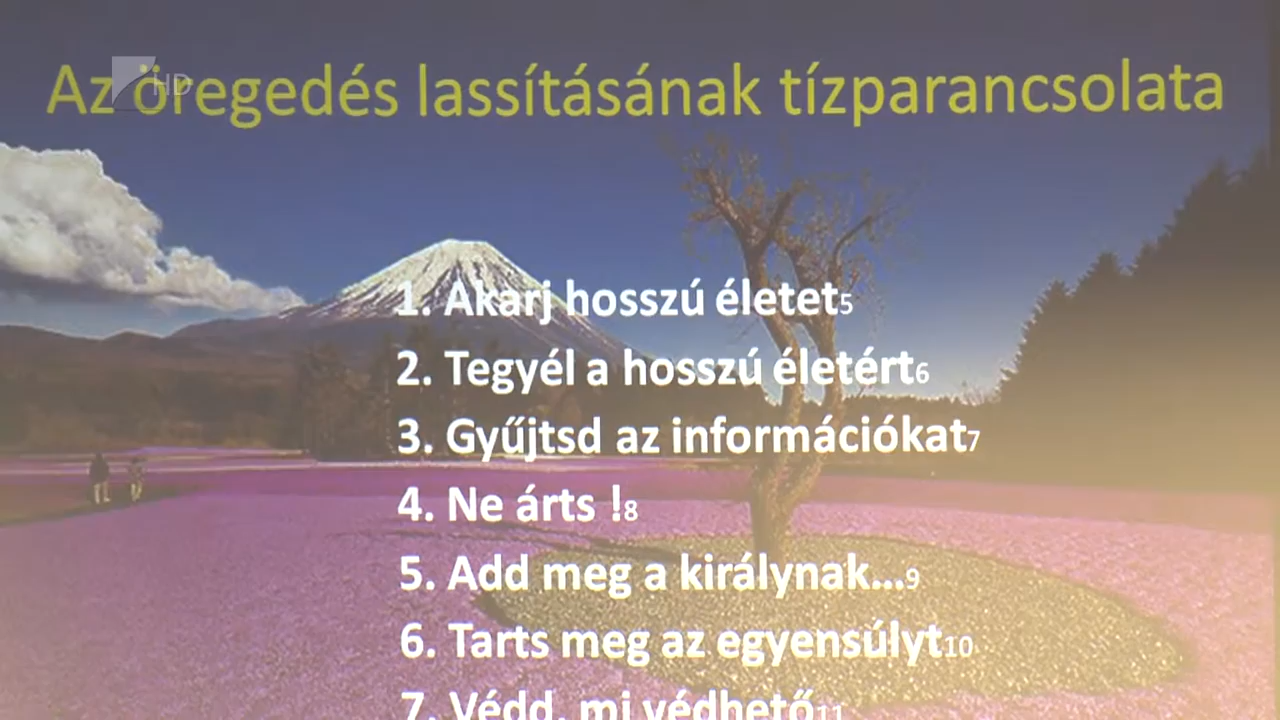 Az öregedés lassításának tízparancsolata
HD
1. Akarj hosszú életet5
2. Tegyél a hosszú életért6
3. Gyűjtsd az információkat7
4. Ne árts !8
5. Add meg a királynak...9
6. Tarts meg az egyensúlyt10
7. Védd, mi védhető11